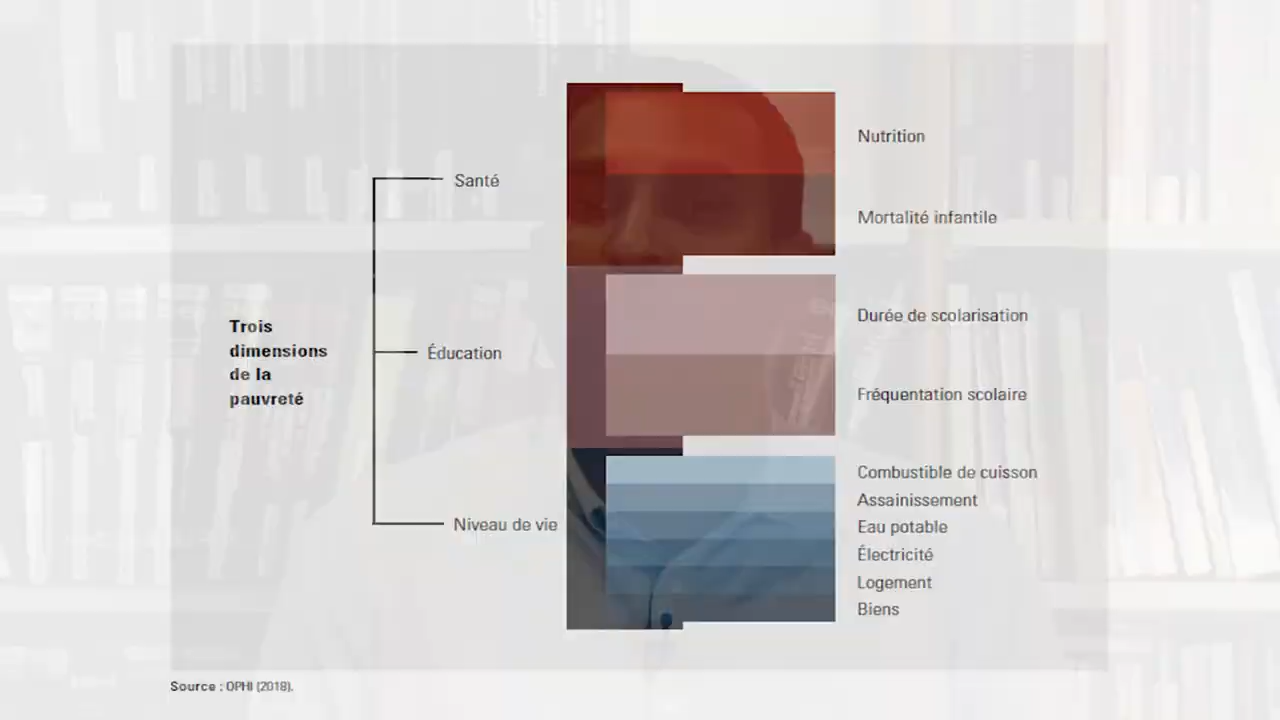 Trois
dimensions
de la
pauvreté
Santé
Éducation
Niveau de vie
Nutrition
Mortalité infantile
Durée de scolarisation
Fréquentation scolaire
Combustible de cuisson
Assainissement
Eau potable
Électricité
Logement
Biens
Source : OPHI (2018).